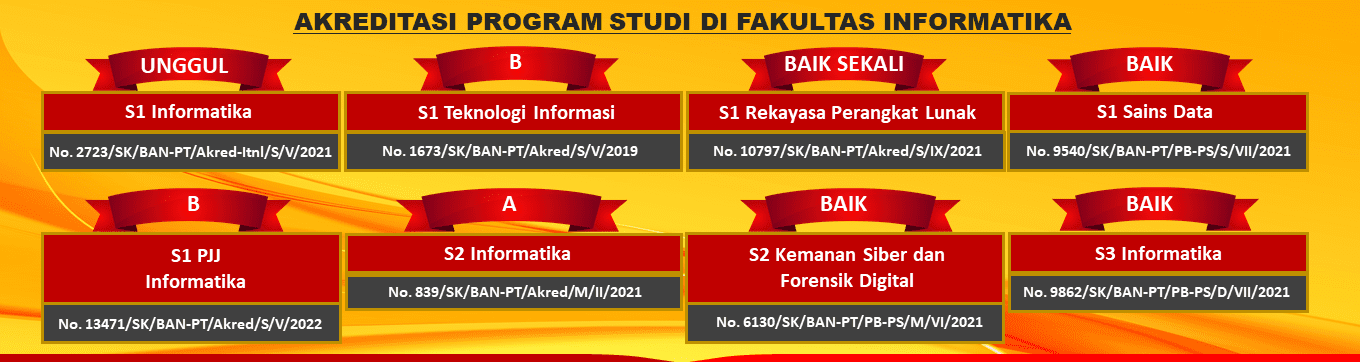 AKREDITASI PROGRAM STUDI DI FAKULTAS INFORMATIKA
UNGGUL
S1 Informatika
No. 2723/SK/BAN-PT/Akred-Itnl/S/V/2021
B
S1 Teknologi Informasi
No. 1673/SK/BAN-PT/Akred/S/V/2019
BAIK SEKALI
S1 Rekayasa Perangkat Lunak
No. 10797/SK/BAN-PT/Akred/S/IX/2021
BAIK
S1 Sains Data
No. 9540/SK/BAN-PT/PB-PS/S/VII/2021
B
S1 PJJ
Informatika
No. 13471/SK/BAN-PT/Akred/S/V/2022
A
S2 Informatika
No. 839/SK/BAN-PT/Akred/M/II/2021
BAIK
S2 Kemanan Siber dan
Forensik Digital
No. 6130/SK/BAN-PT/PB-PS/M/VI/2021
BAIK
S3 Informatika
No. 9862/SK/BAN-PT/PB-PS/D/VII/2021